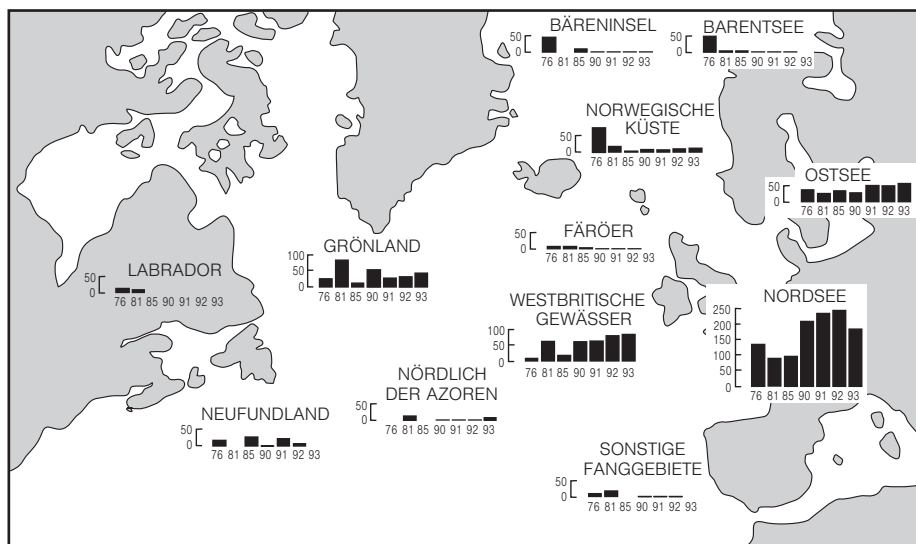 BÄRENINSEL
50
0
76 81 85 90 91 92 93
BARENTSEE
50
0
76 81 85 90 91 92 93
NORWEGISCHE
KÜSTE
50
0
76 81 85 90 91 92 93
OSTSEE
50
0
76 81 85 90 91 92 93
FÄRÖER
50
0
76 81 85 90 91 92 93
GRÖNLAND
100
50
0
76 81 85 90 91 92 93
LABRADOR
50
0
76 81 85 90 91 92 93
WESTBRITISCHE
GEWÄSSER
100
50
0
76 81 85 90 91 92 93
NORDSEE
250
200
150
100
50
0
76 81 85 90 91 92 93
NÖRDLICH
DER AZOREN
50
0
76 81 85 90 91 92 93
NEUFUNDLAND
50
0
76 81 85 90 91 92 93
SONSTIGE
FANGGEBIETE
50
0
76 81 85 90 91 92 93